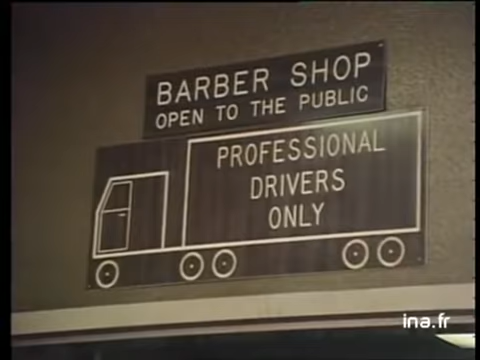 BARBER SHOP
OPEN TO THE PUBLIC
PROFESSIONAL
DRIVERS
ONLY
ina.fr